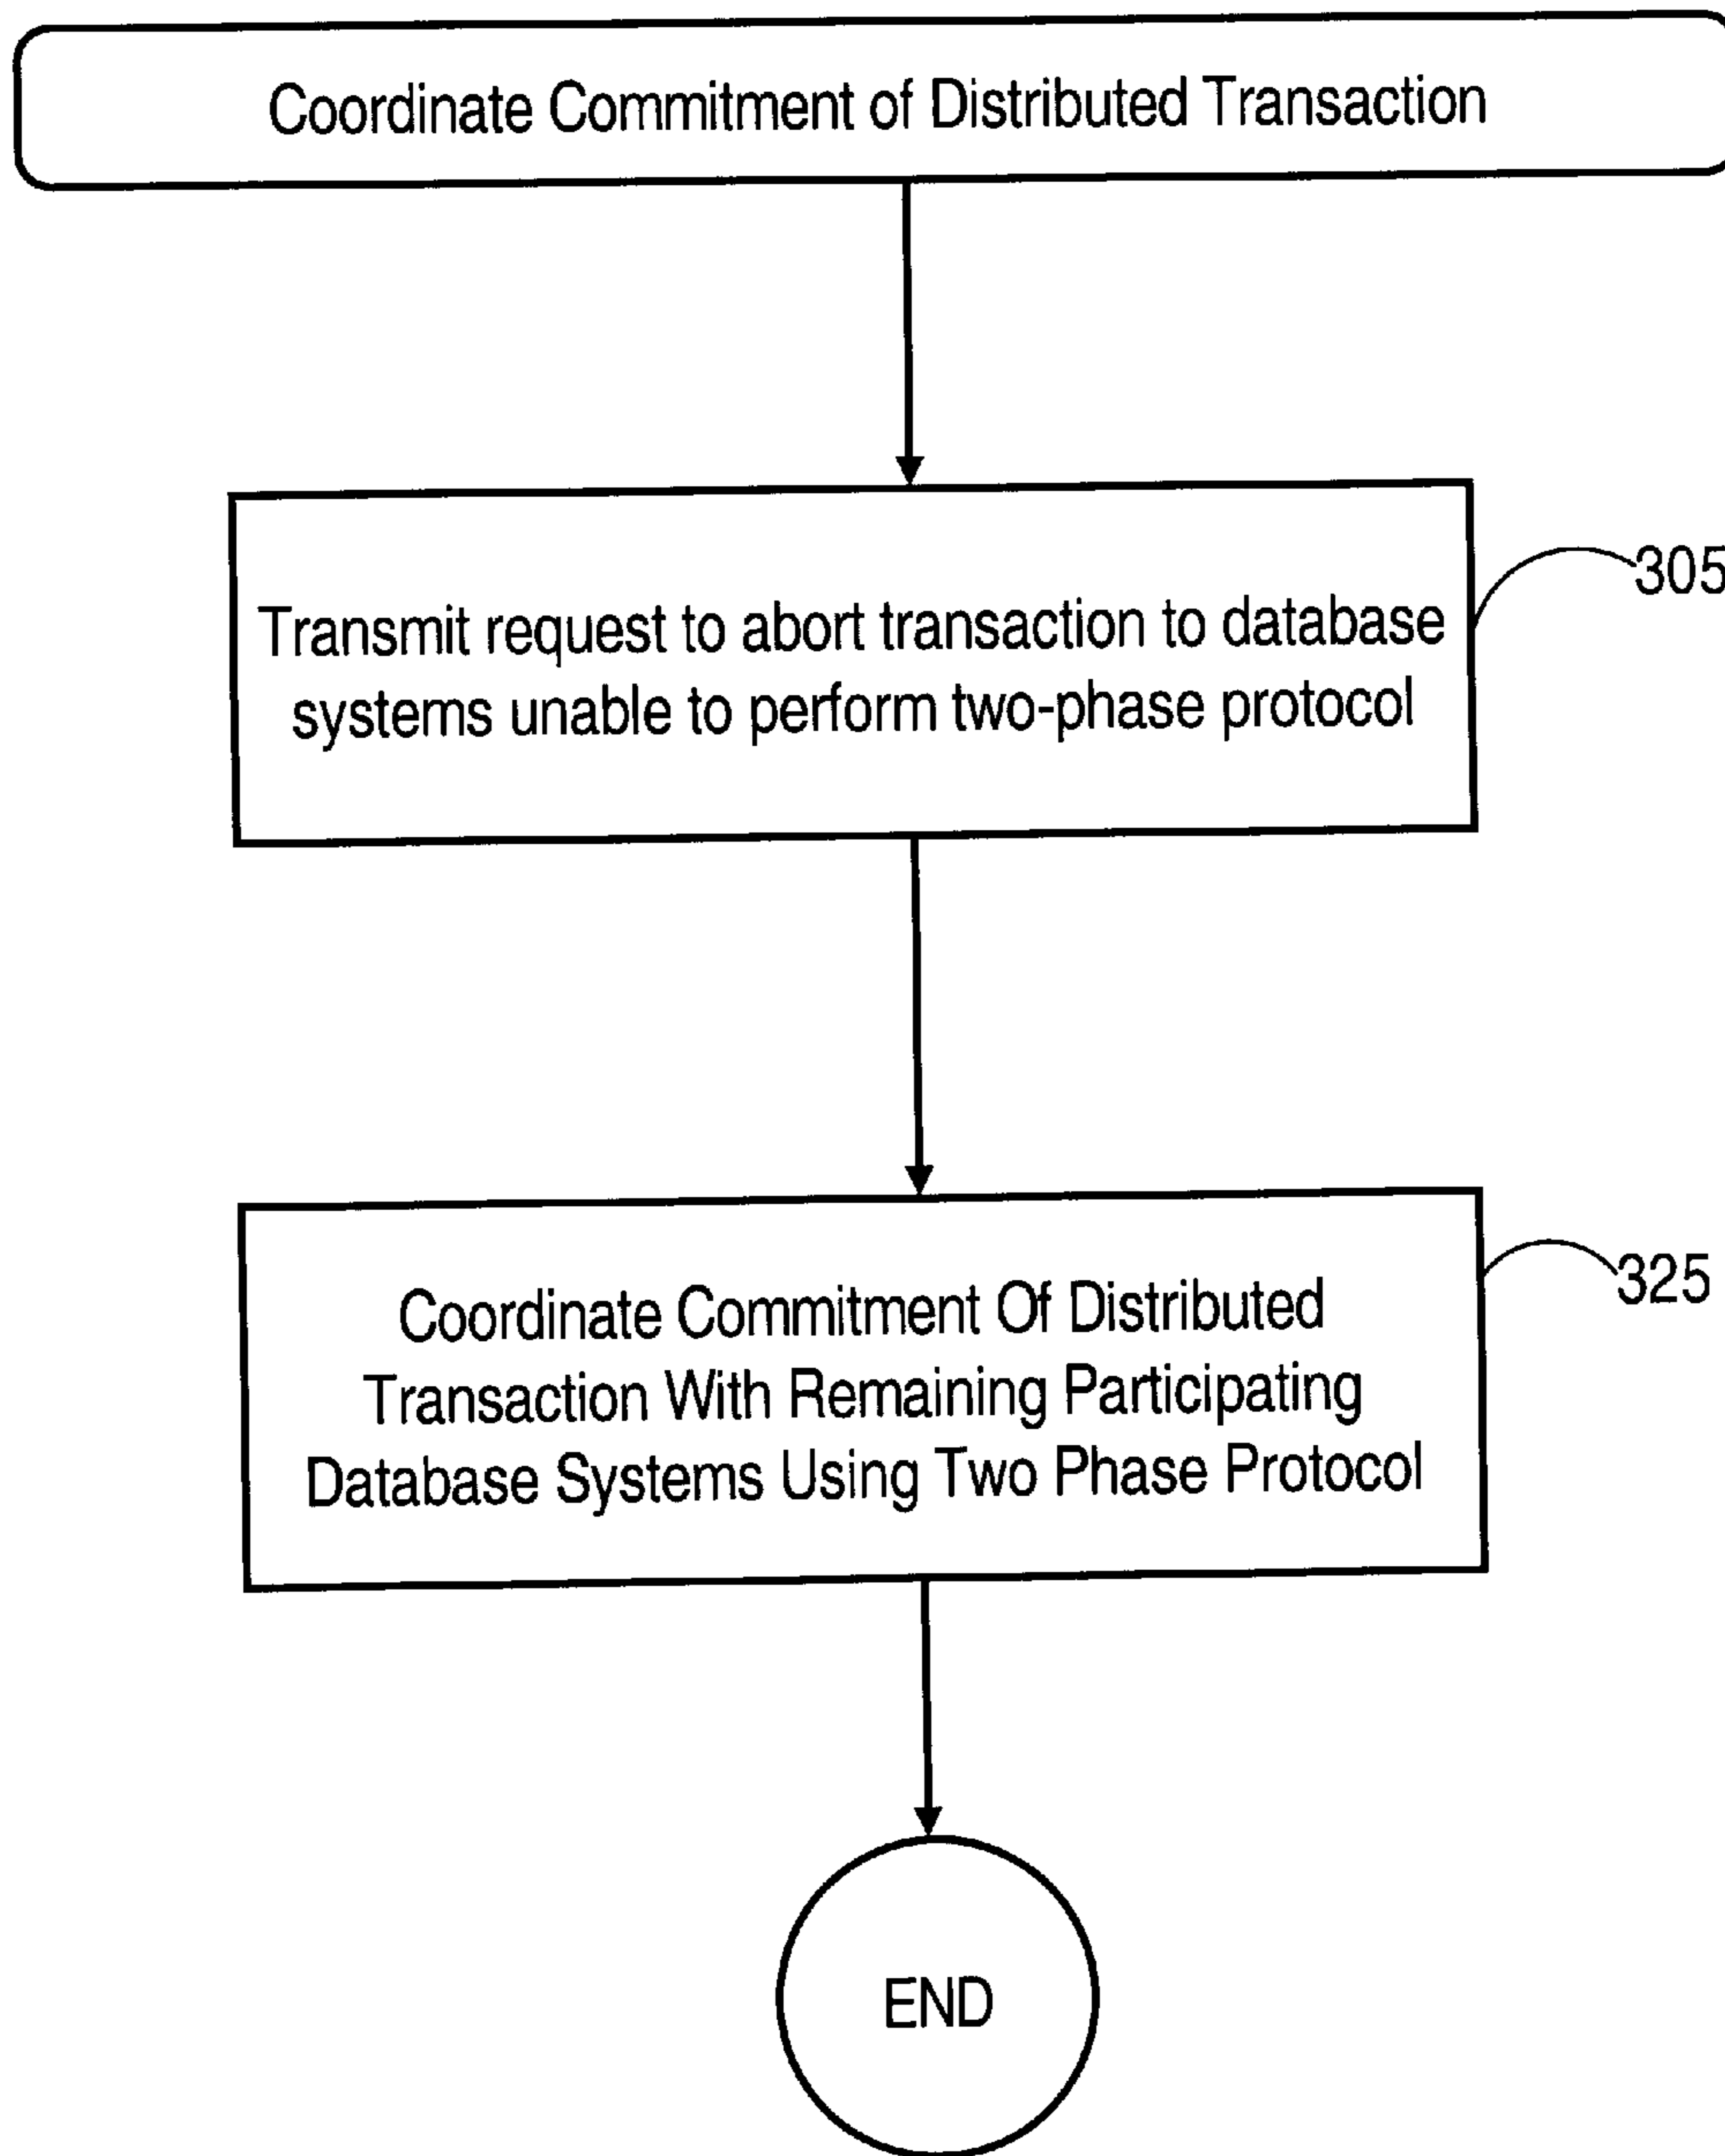 Coordinate Commitment of Distributed Transaction
Transmit request to abort transaction to database
systems unable to perform two-phase protocol
305
Coordinate Commitment Of Distributed
Transaction With Remaining Participating
Database Systems Using Two Phase Protocol
325
END